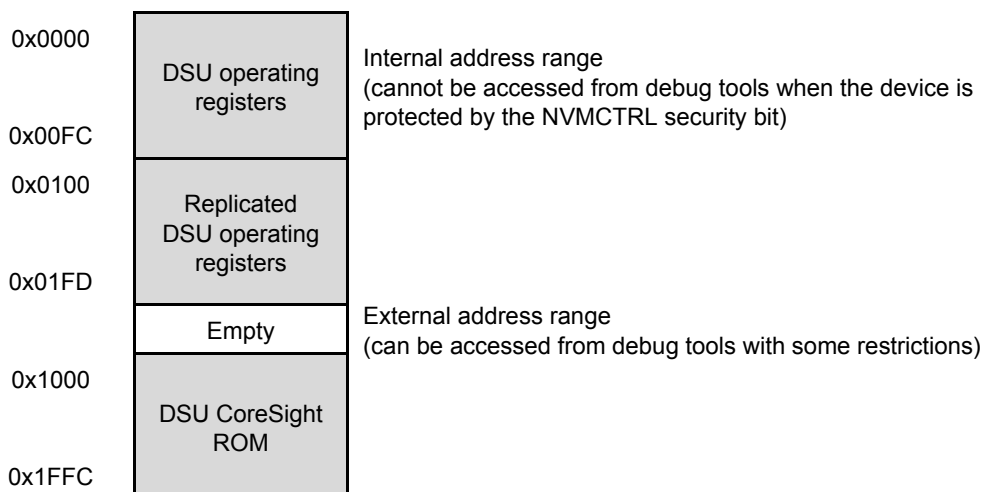 0x0000
DSU operating
registers
Internal address range
(cannot be accessed from debug tools when the device is
protected by the NVMCTRL security bit)
0x00FC
0x0100
Replicated
DSU operating
registers
0x01FD
Empty
External address range
(can be accessed from debug tools with some restrictions)
0x1000
DSU CoreSight
ROM
0x1FFC